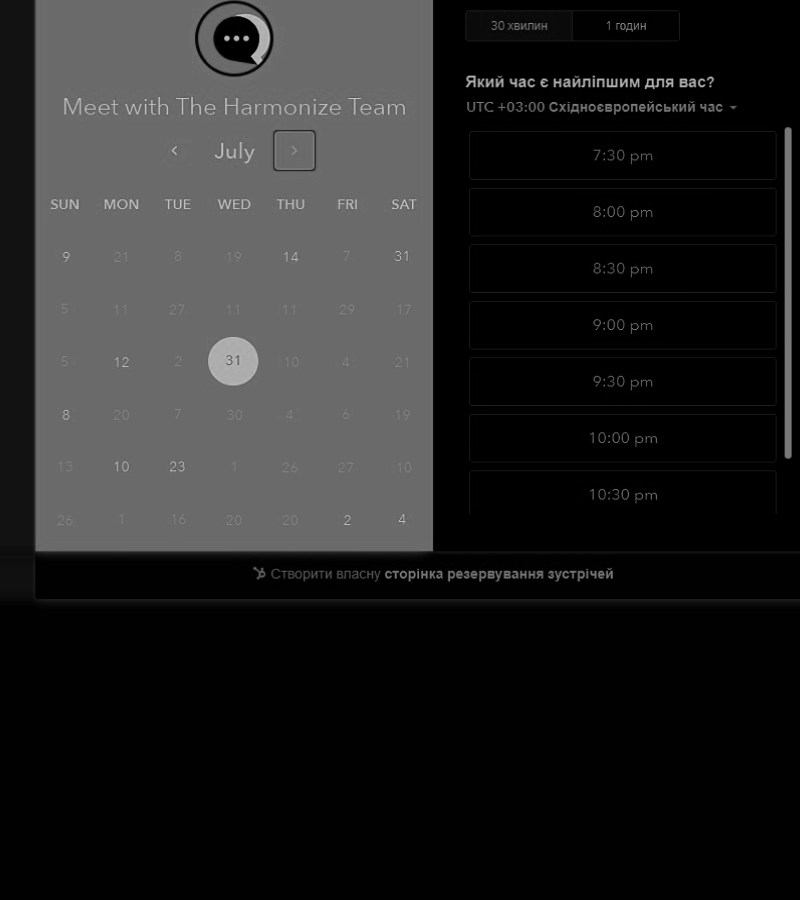 Meet with The Harmonize Team
July
SUN MON TUE WED THU FRI SAT
9 21 8 19 14 7 31
5 11 27 11 11 29 17
5 12 2 31 10 4 21
8 20 7 30 4 6 19
13 10 23 1 26 27 10
26 1 16 20 20 2 4
30 хвилин 1 годин
Який час є найліпшим для вас?
UTC +03:00 Східноєвропейський час
7:30 pm
8:00 pm
8:30 pm
9:00 pm
9:30 pm
10:00 pm
10:30 pm
Створити власну сторінка резервування зустрічей